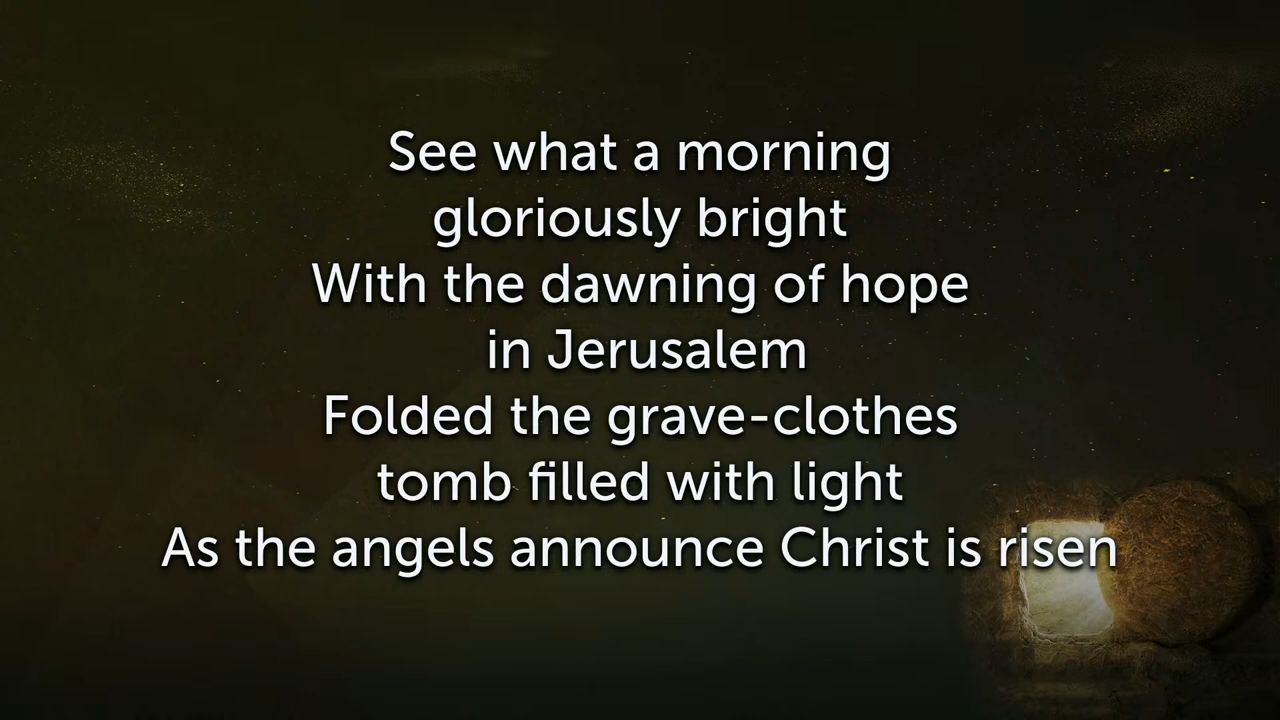 See what a morning
gloriously bright
With the dawning of hope
in Jerusalem
Folded the grave-clothes
tomb filled with light
As the angels announce Christ is risen